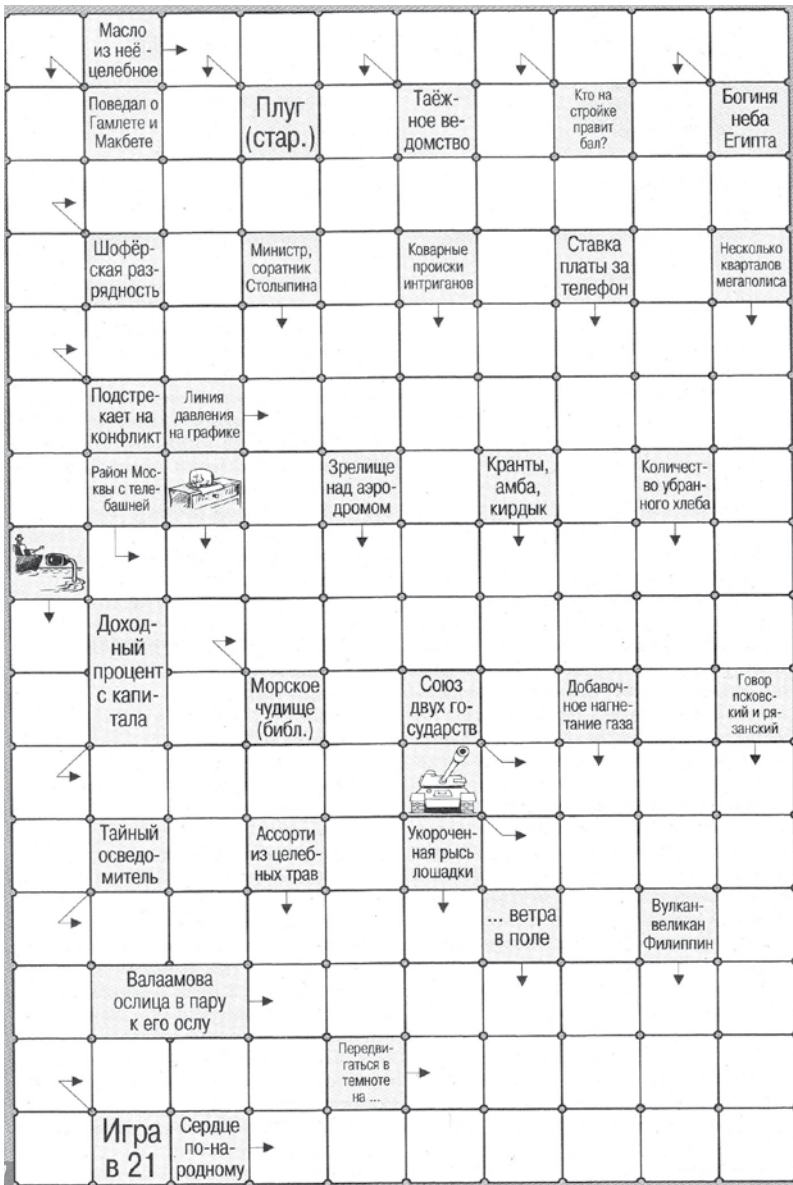 Масло
из неё -
целебное
Поведал о
Гамлете и
Макбете
Плуг
(стар.)
Таёж-
ное ве-
домство
Кто на
стройке
правит
бал?
Богиня
неба
Египта
Шофёр-
ская раз-
рядность
Министр,
соратник
Столыпина
Коварные
происки
интриганов
Ставка
платы за
телефон
Несколько
кварталов
мегаполиса
Подстре-
кает на
конфликт
Линия
давления
на графике
Район Мос-
квы с теле-
башней
Зрелище
над аэро-
дромом
Кранты,
амба,
кирдык
Количест-
во убран-
ного хлеба
Доход-
ный
процент
с капи-
тала
Морское
чудище
(библ.)
Союз
двух го-
сударств
Добавоч-
ное нагне-
тание газа
Говор
псковс-
кий и ря-
занский
Тайный
осведо-
митель
Ассорти
из целеб-
ных трав
Укорочен-
ная рысь
лошадки
... ветра
в поле
Вулкан-
великан
Филиппин
Валаамова
ослица в пару
к его ослу
Передви-
гаться в
темноте
на ...
Игра
в 21
Сердце
по-на-
родному